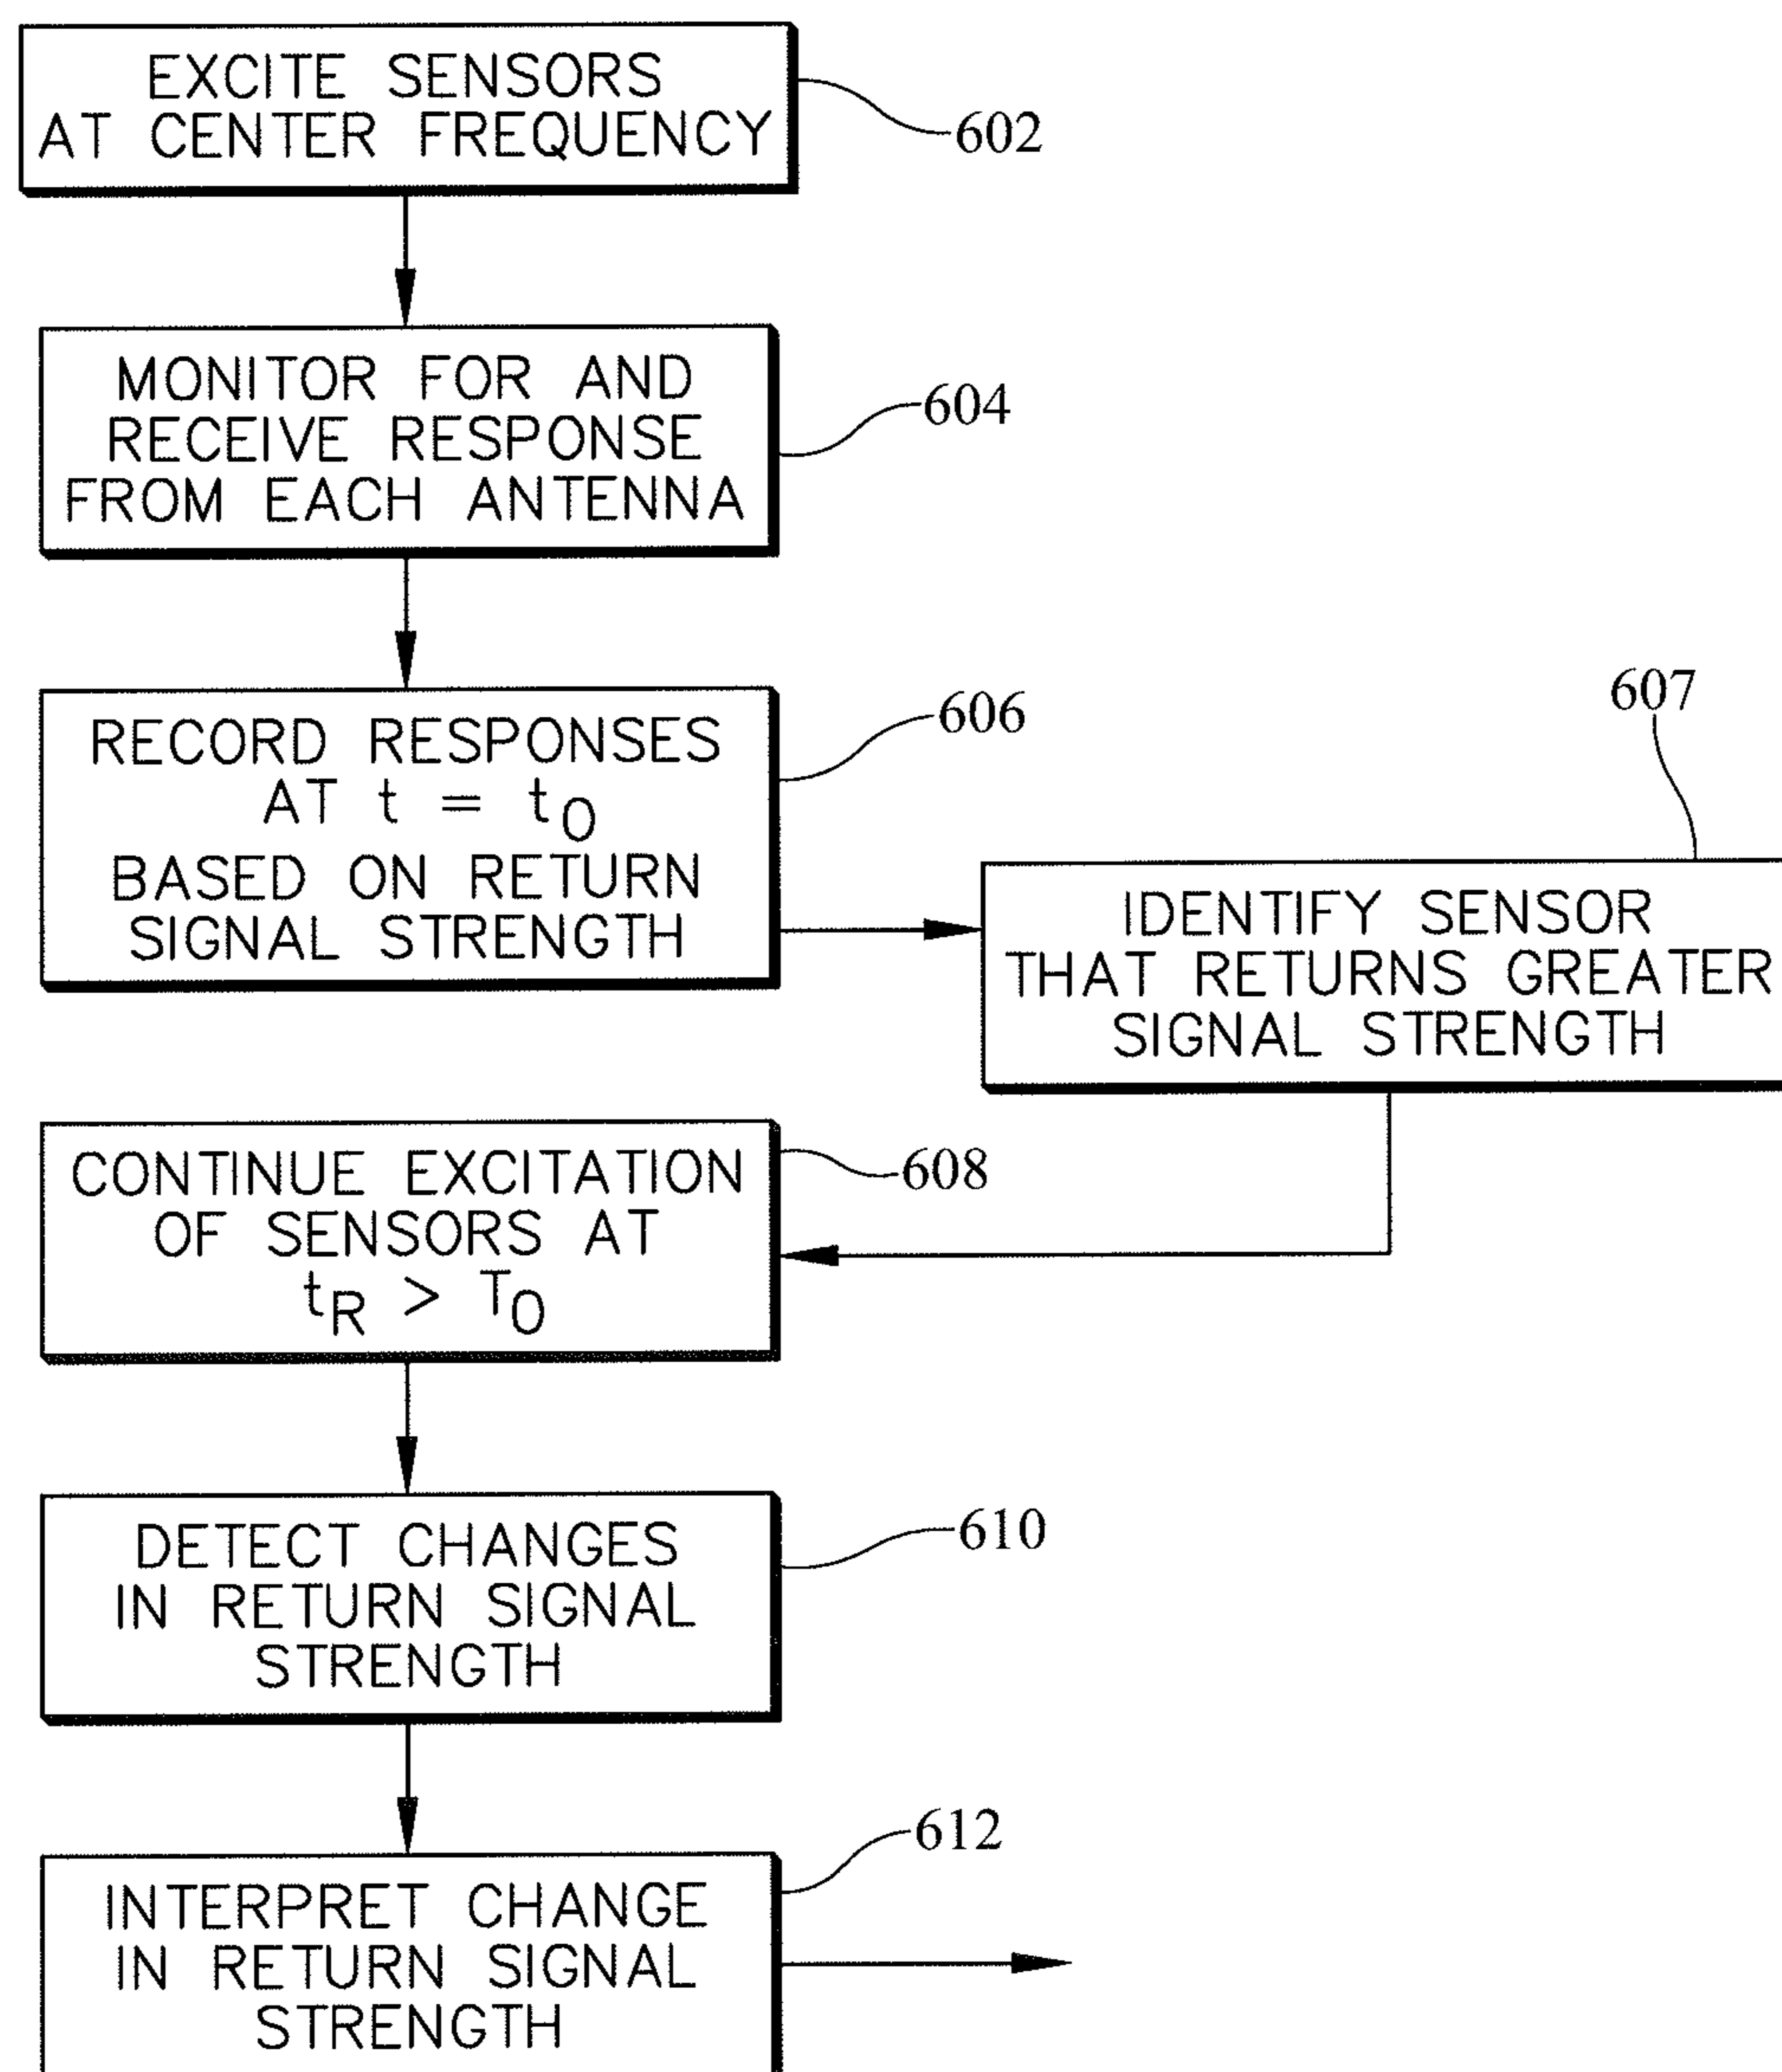 EXCITE SENSORS
AT CENTER FREQUENCY
602
MONITOR FOR AND
RECEIVE RESPONSE
FROM EACH ANTENNA
604
RECORD RESPONSES
AT t = t0
BASED ON RETURN
SIGNAL STRENGTH
606
607
IDENTIFY SENSOR
THAT RETURNS GREATER
SIGNAL STRENGTH
CONTINUE EXCITATION
OF SENSORS AT
tR > T0
608
DETECT CHANGES
IN RETURN SIGNAL
STRENGTH
610
INTERPRET CHANGE
IN RETURN SIGNAL
STRENGTH
612